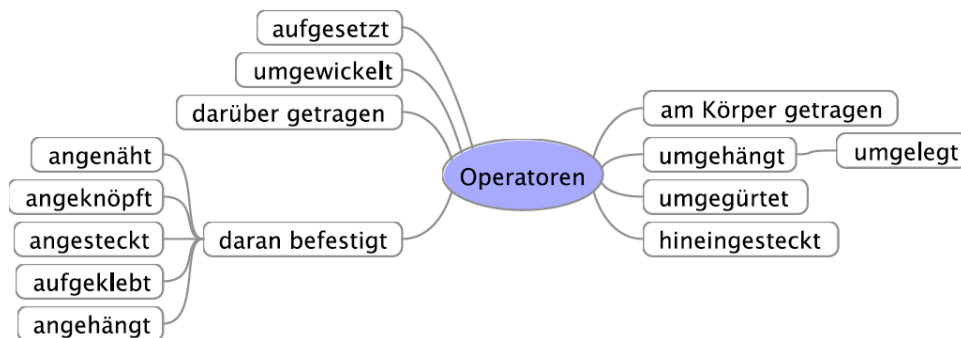 aufgesetzt
umgewickelt
darüber getragen
angenäht
angeknöpft
angesteckt
aufgeklebt
angehängt
daran befestigt
Operatoren
am Körper getragen
umgehängt
umgelegt
umgegürtet
hineingesteckt